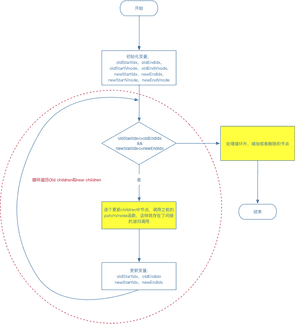 开始
初始化变量,
oldStartIdx、oldEndIdx
oldStartVnode、oldEndVnode
newStartIdx、newEndIdx
newStartVnode、newEndVnode
oldStartIdx<=oldEndIdx
&&
newStartIdx<=newEndIdx
处理循环外，增加或者删除的节点
循环遍历Old children和new children
是
逐个更新children中节点，调用之前的
patchVnode函数，这样就存在了间接
的递归调用
结束
更新变量:
oldStartIdx, oldEndIdx
newStartIdx, newEndIdx